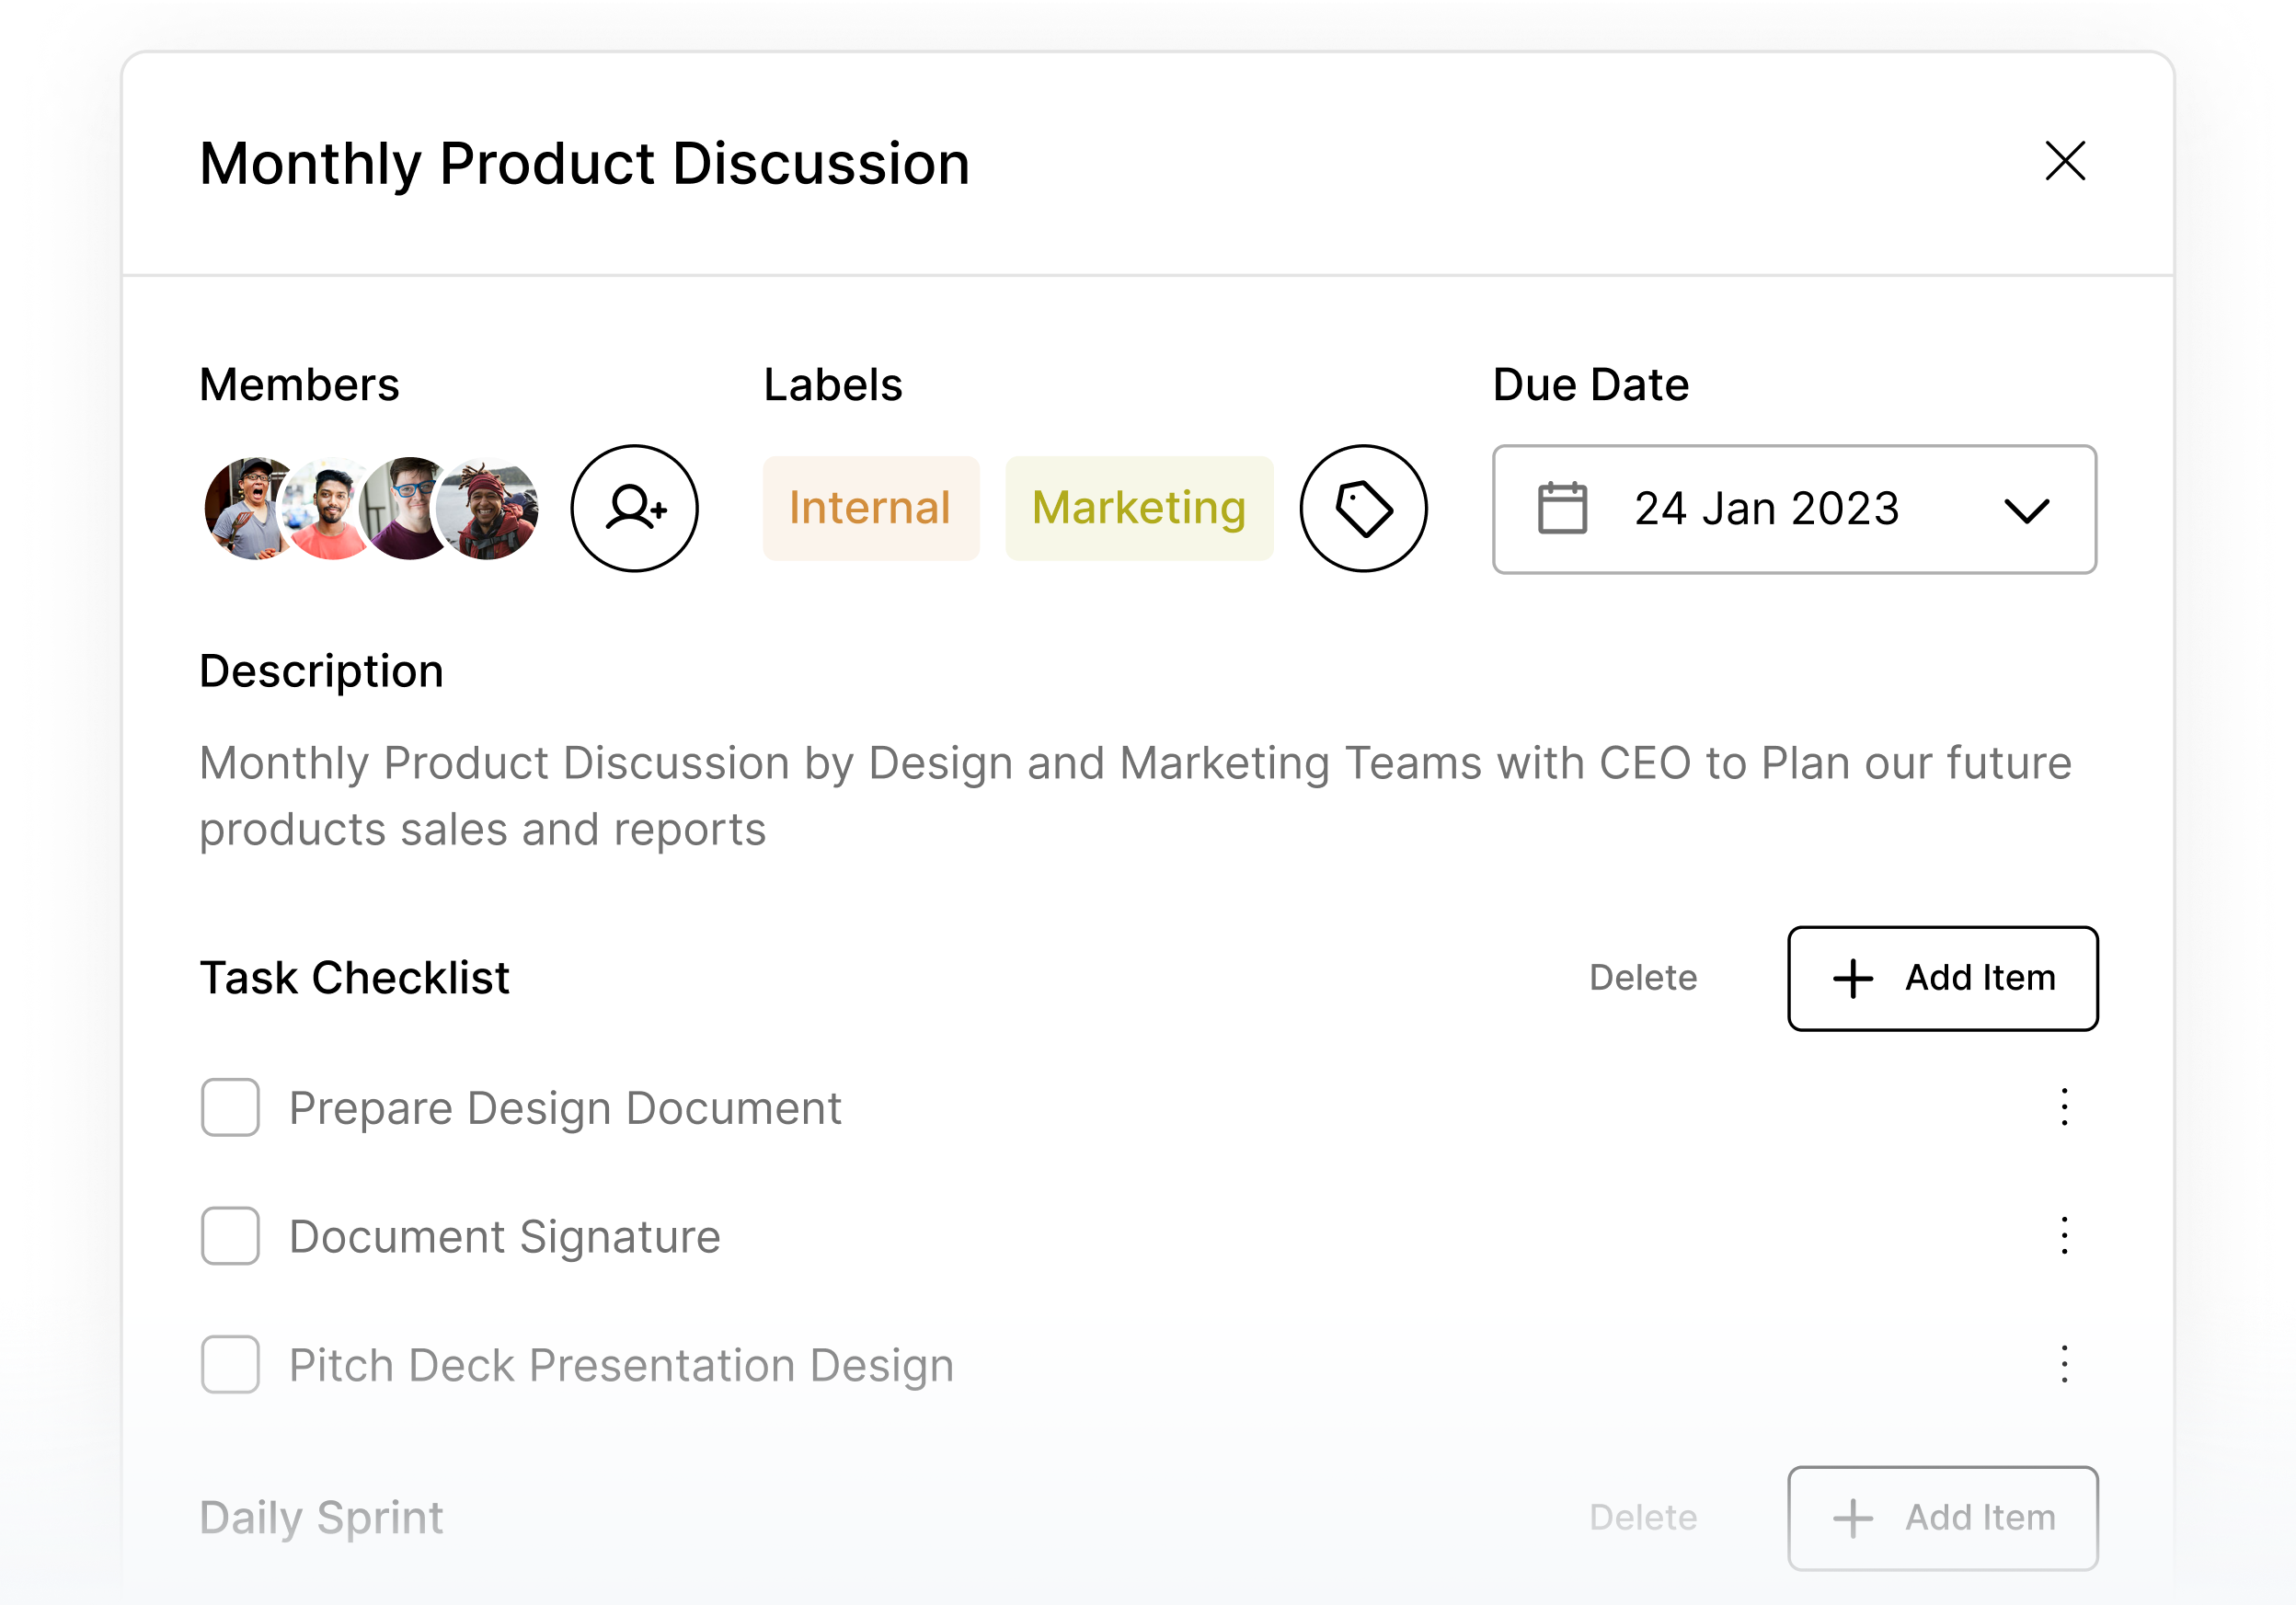 Monthly Product Discussion
Members
Labels
Due Date
Internal
Marketing
24 Jan 2023
Description
Monthly Product Discussion by Design and Marketing Teams with CEO to Plan our future
products sales and reports
Task Checklist
Delete
Add Item
Prepare Design Document
Document Signature
Pitch Deck Presentation Design
Daily Sprint
Delete
Add Item